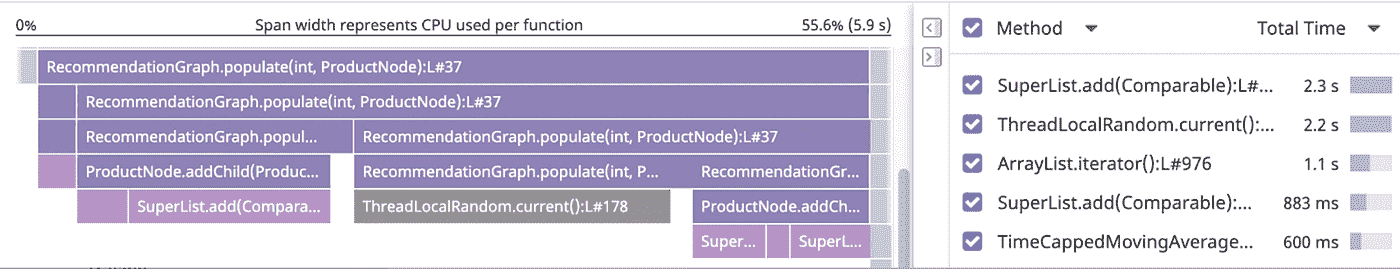 0% Span width represents CPU used per function 55.6% (5.9 s)
RecommendationGraph.populate(int, ProductNode):L#37
RecommendationGraph.populate(int, ProductNode):L#37
RecommendationGraph.popul... RecommendationGraph.populate(int, ProductNode):L#37
ProductNode.addChild(Produc... RecommendationGraph.populate(int, P... RecommendationGr...
SuperList.add(Compara... ThreadLocalRandom.current():L#178 ProductNode.addCh...
Super... SuperL...
Method Total Time
SuperList.add(Comparable):L#... 2.3 s
ThreadLocalRandom.current():... 2.2 s
ArrayList.iterator():L#976 1.1 s
SuperList.add(Comparable):... 883 ms
TimeCappedMovingAverage... 600 ms